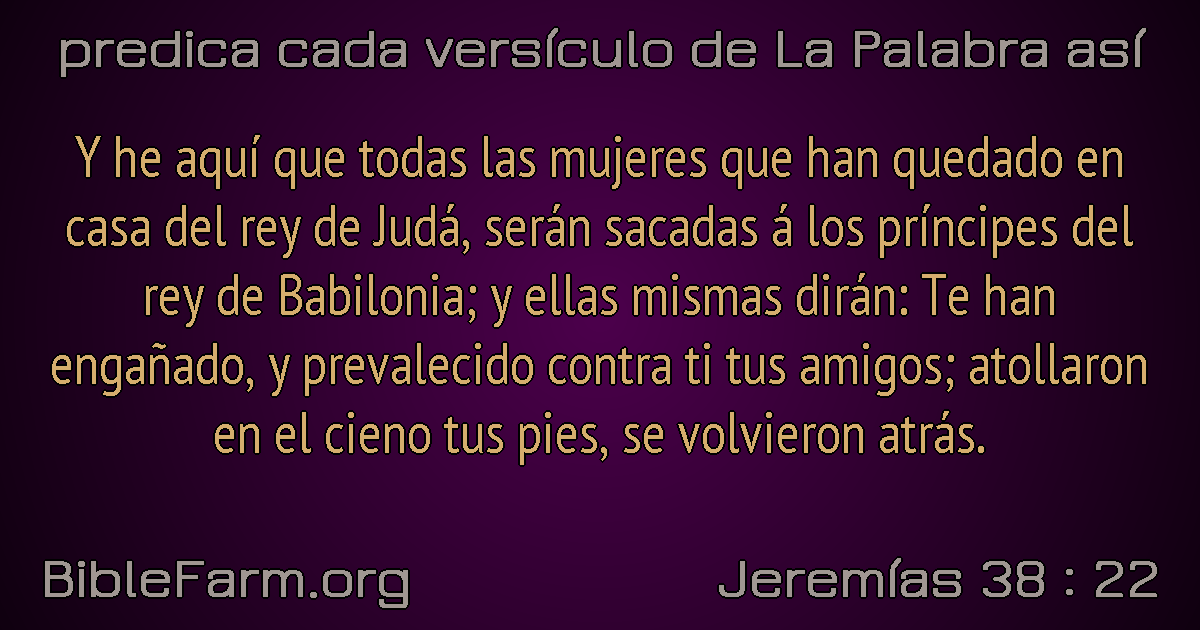 predica cada versículo de La Palabra así
Y he aquí que todas las mujeres que han quedado en
casa del rey de Judá, serán sacadas á los príncipes del
rey de Babilonia; y ellas mismas dirán: Te han
engañado, y prevalecido contra ti tus amigos; atollaron
en el cieno tus pies, se volvieron atrás.
BibleFarm.org
Jeremías 38 : 22